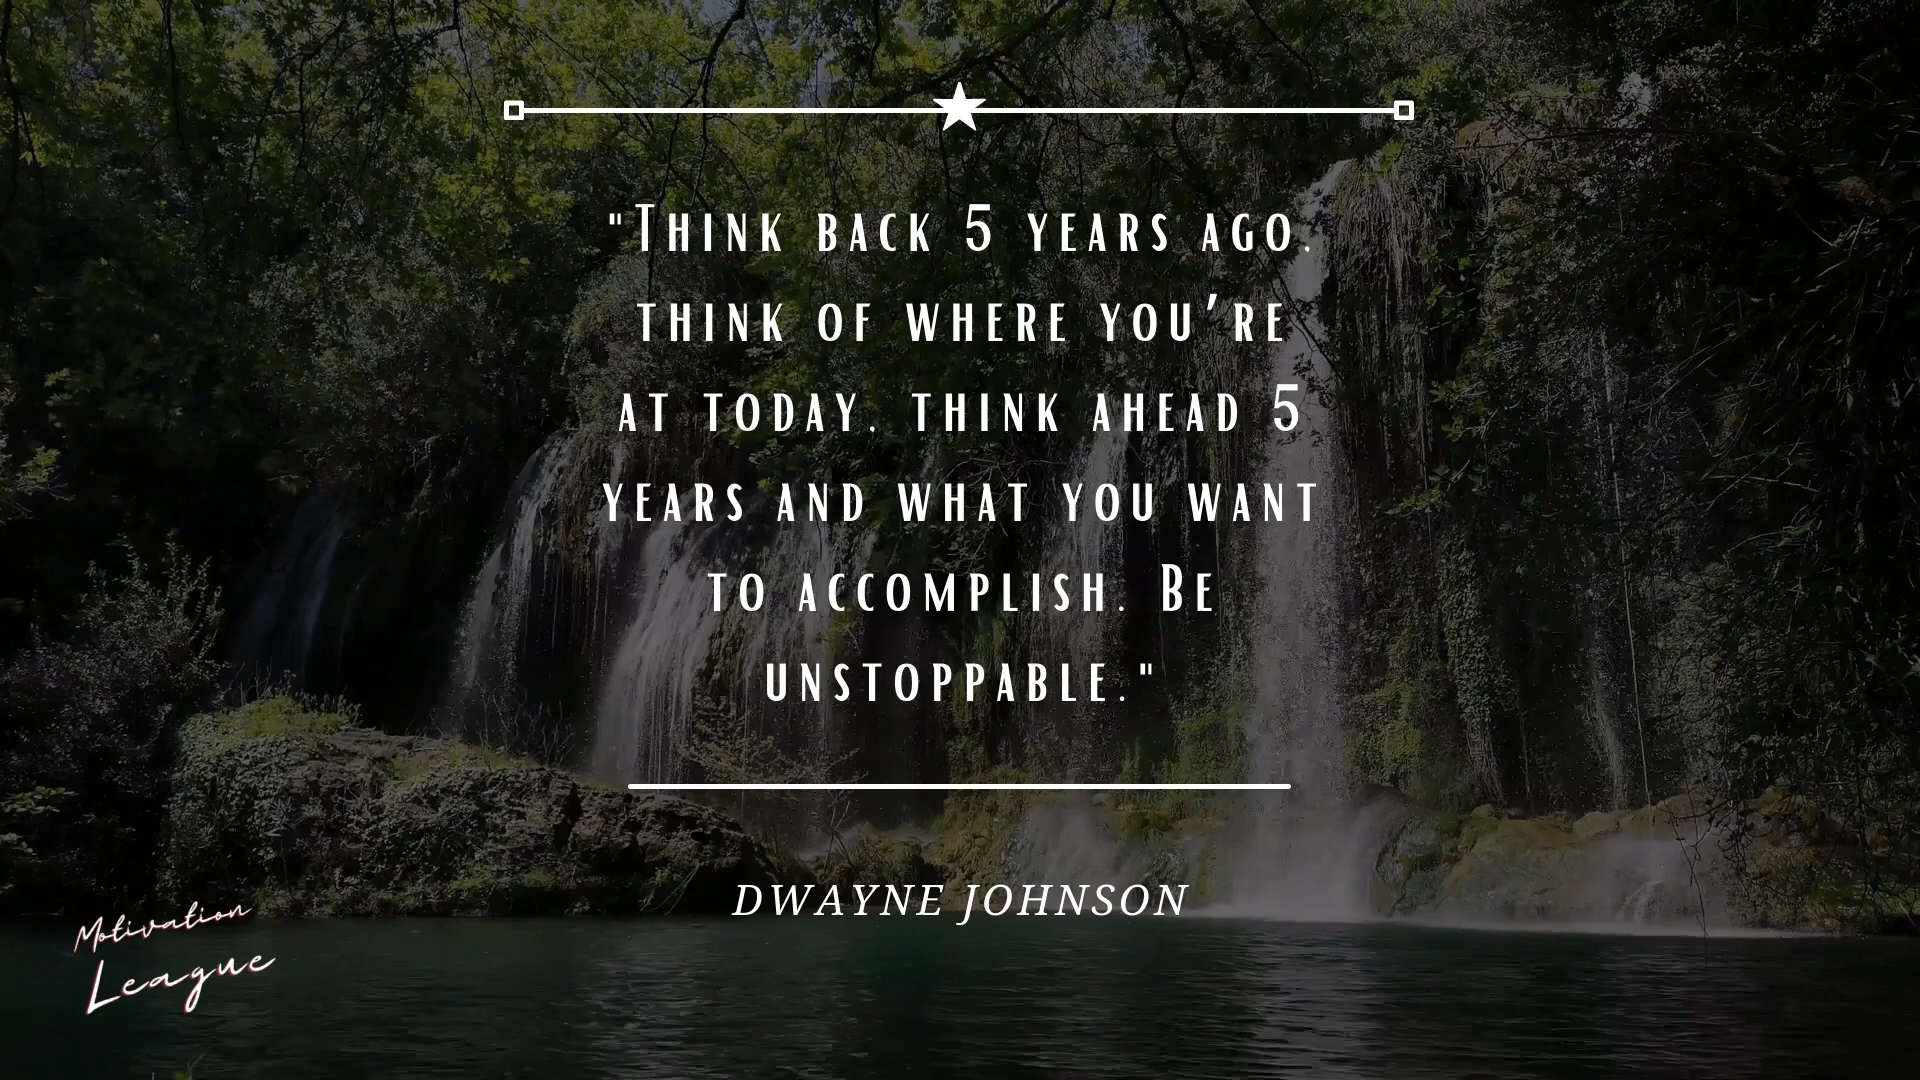 "Think back 5 years ago.
think of where you're
at today. think ahead 5
years and what you want
to accomplish. Be
unstoppable."
DWAYNE JOHNSON
Motivation
League